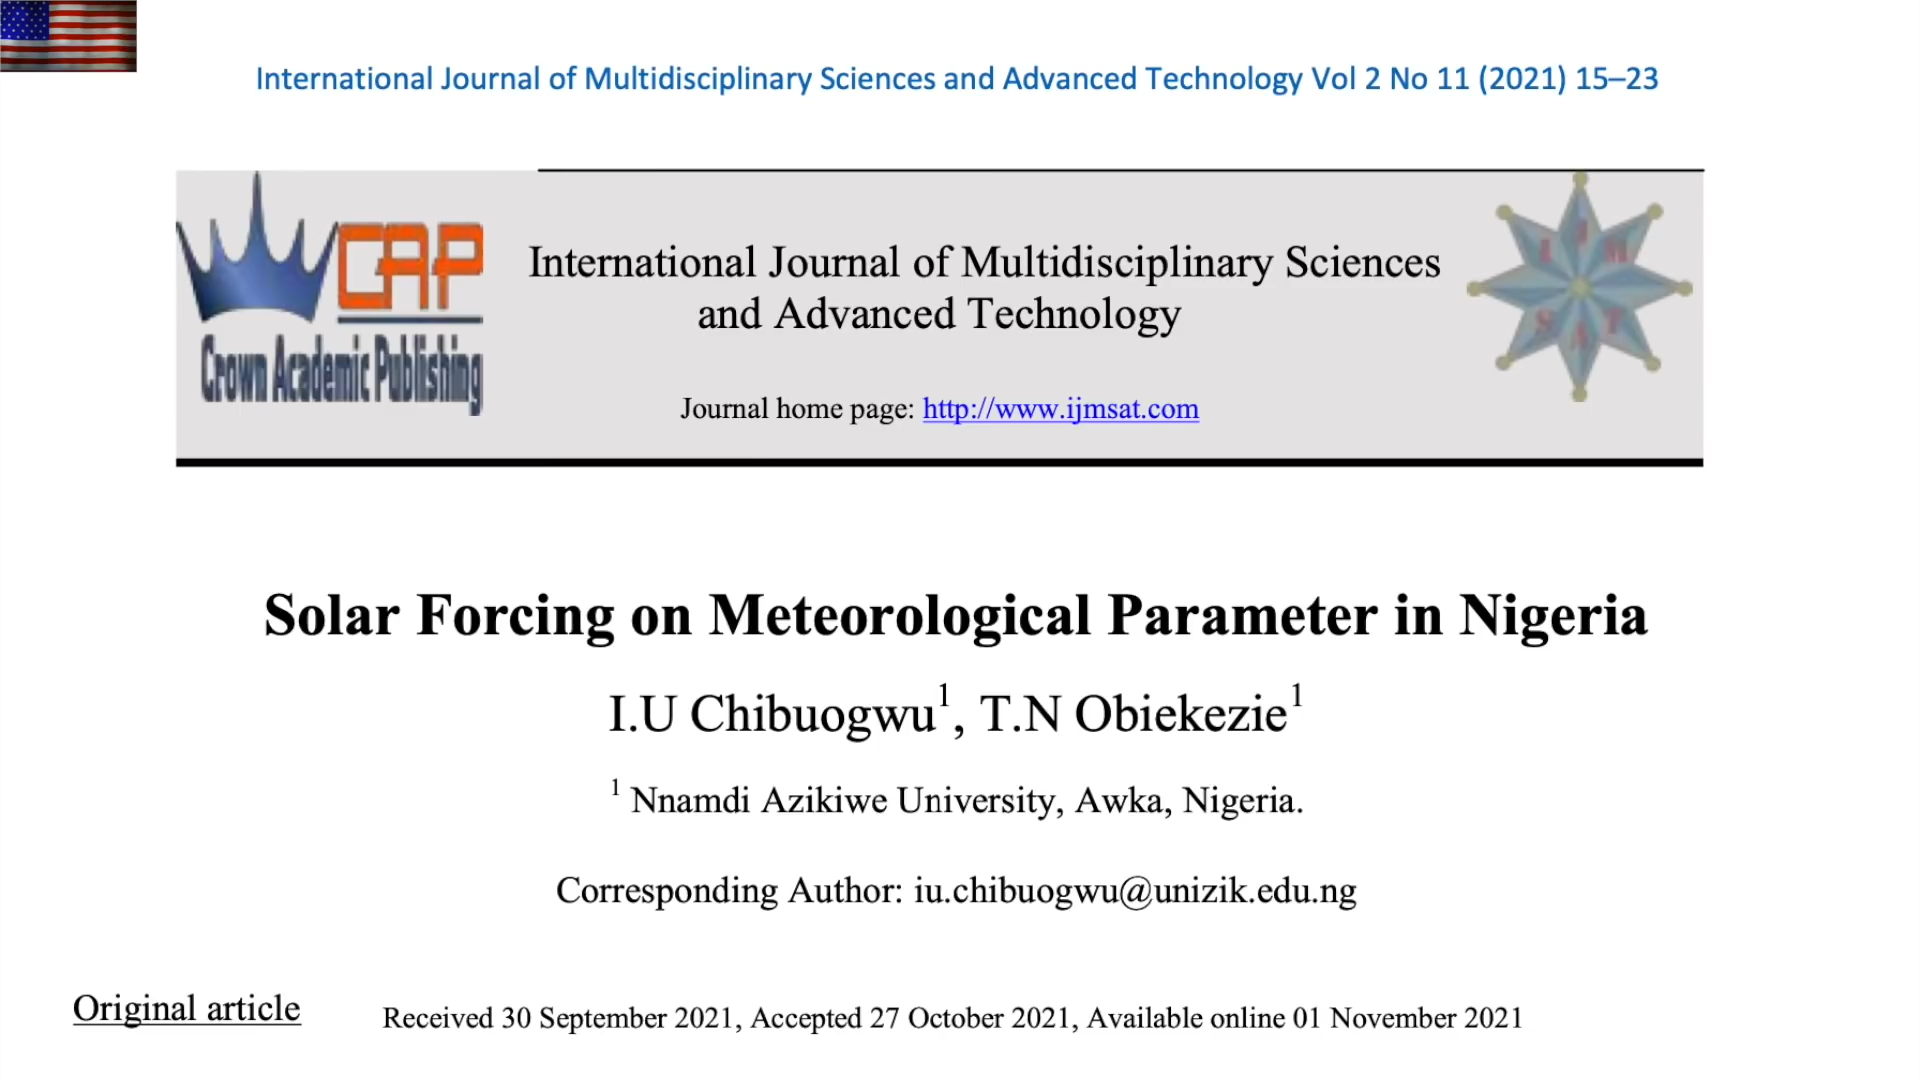 International Journal of Multidisciplinary Sciences and Advanced Technology Vol 2 No 11 (2021) 15–23
CAP
Crown Academic Publishing
International Journal of Multidisciplinary Sciences
and Advanced Technology
Journal home page: http://www.ijmsat.com
I J M
S A T
Solar Forcing on Meteorological Parameter in Nigeria
I.U Chibuogwu¹, T.N Obiekezie¹
¹ Nnamdi Azikiwe University, Awka, Nigeria.
Corresponding Author: iu.chibuogwu@unizik.edu.ng
Original article Received 30 September 2021, Accepted 27 October 2021, Available online 01 November 2021